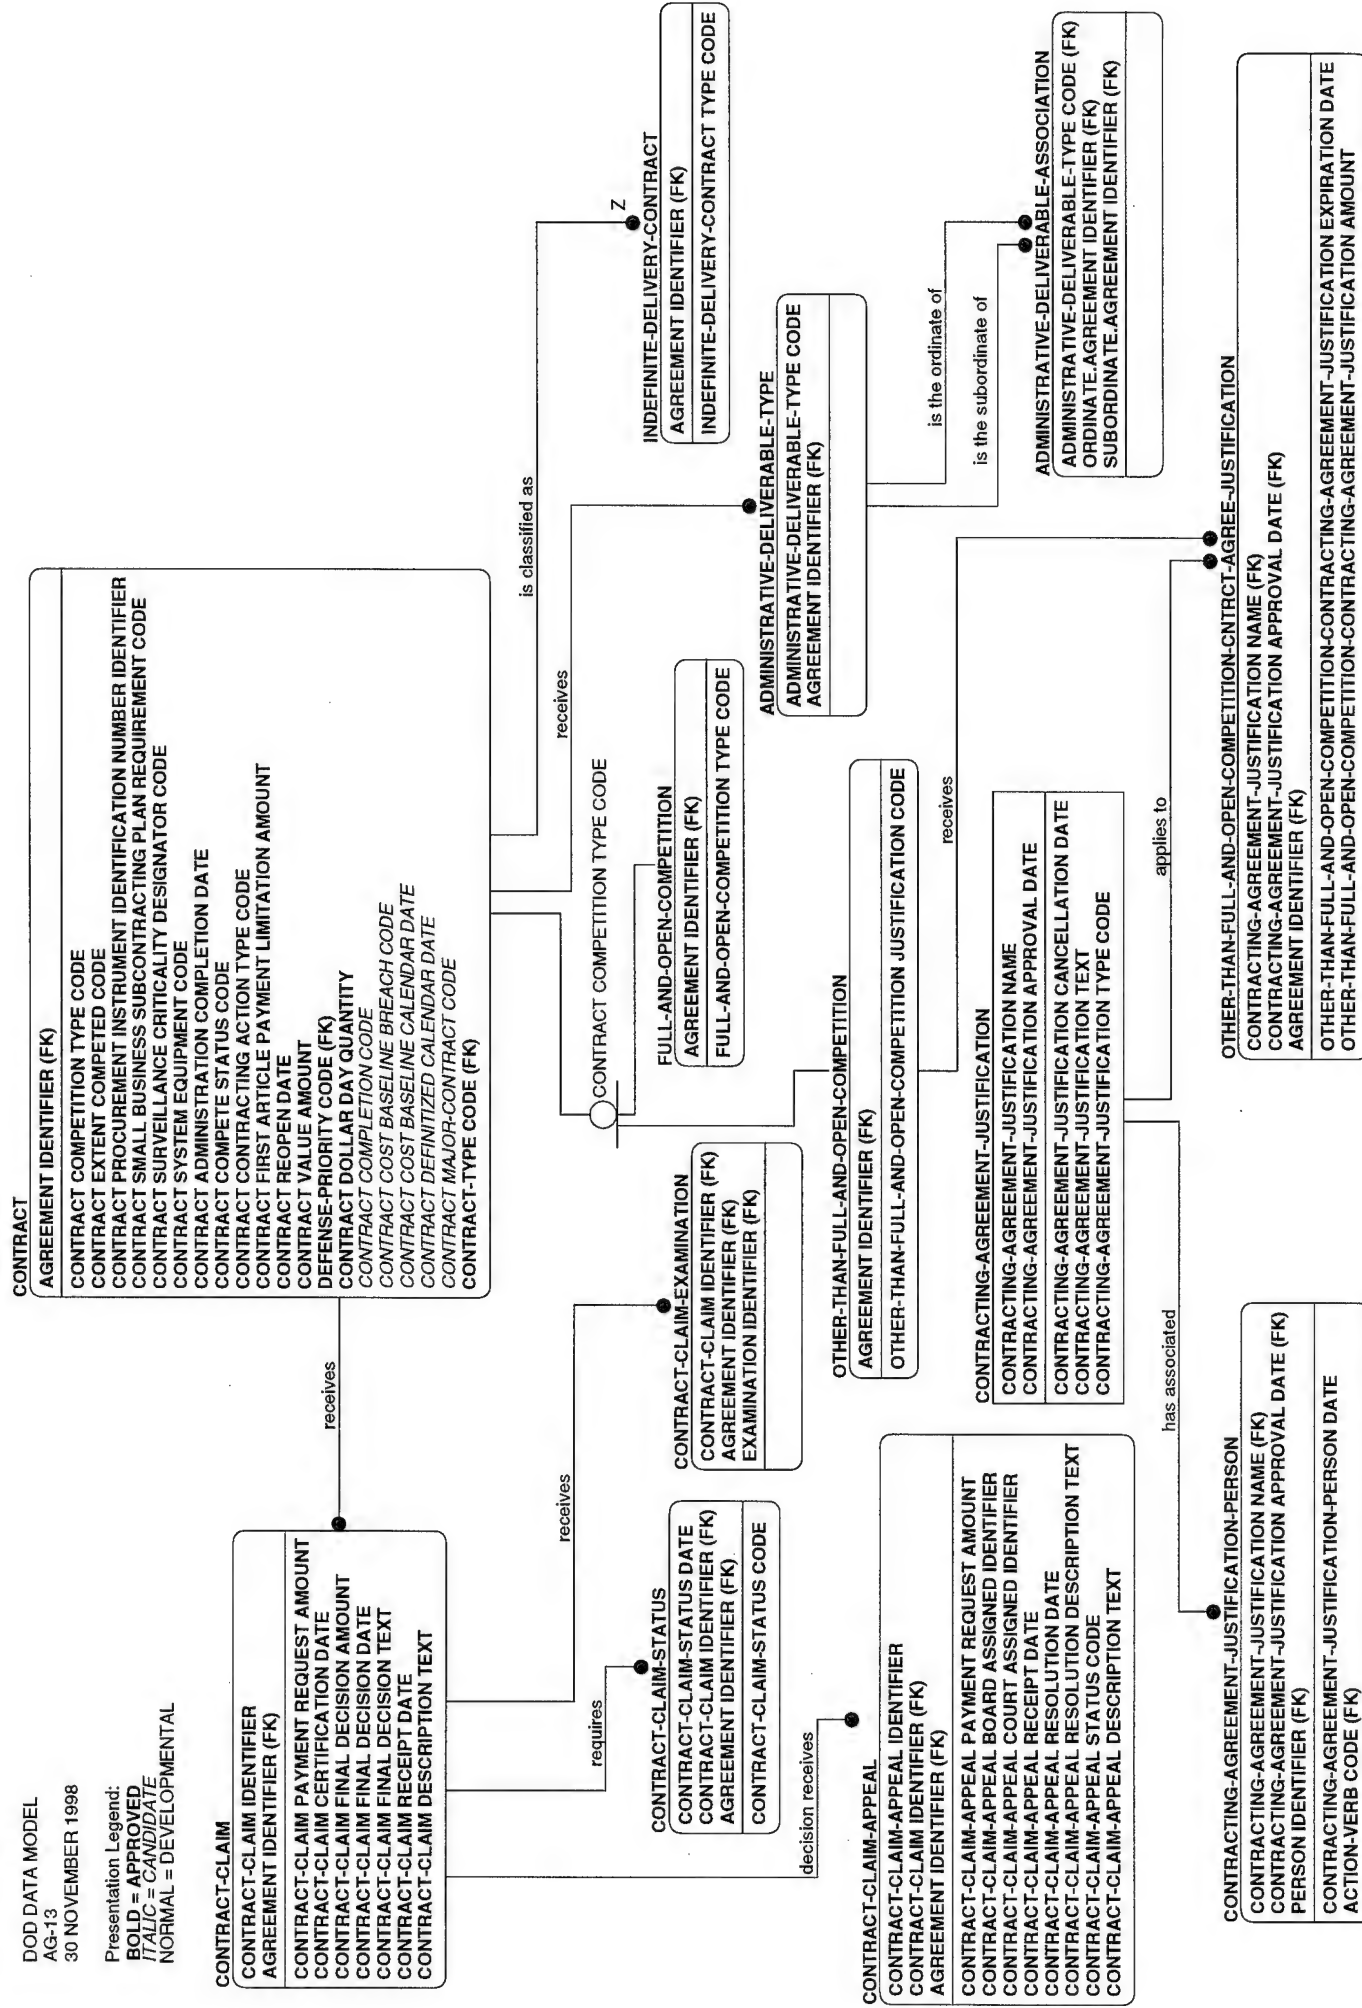 DOD DATA MODEL
AG-13
30 NOVEMBER 1998
Presentation Legend:
BOLD = APPROVED
ITALIC = CANDIDATE
NORMAL = DEVELOPMENTAL
CONTRACT
AGREEMENT IDENTIFIER (FK)
CONTRACT COMPETITION TYPE CODE
CONTRACT EXTENT COMPETED CODE
CONTRACT PROCUREMENT INSTRUMENT IDENTIFICATION NUMBER IDENTIFIER
CONTRACT SMALL BUSINESS SUBCONTRACTING PLAN REQUIREMENT CODE
CONTRACT SURVEILLANCE CRITICALITY DESIGNATOR CODE
CONTRACT SYSTEM EQUIPMENT CODE
CONTRACT ADMINISTRATION COMPLETION DATE
CONTRACT COMPETE STATUS CODE
CONTRACT CONTRACTING ACTION TYPE CODE
CONTRACT FIRST ARTICLE PAYMENT LIMITATION AMOUNT
CONTRACT REOPEN DATE
CONTRACT VALUE AMOUNT
DEFENSE-PRIORITY CODE (FK)
CONTRACT DOLLAR DAY QUANTITY
CONTRACT COMPLETION CODE
CONTRACT COST BASELINE BREACH CODE
CONTRACT COST BASELINE CALENDAR DATE
CONTRACT DEFINITIZED CALENDAR DATE
CONTRACT MAJOR-CONTRACT CODE
CONTRACT-TYPE CODE (FK)
receives
is classified as
receives
CONTRACT COMPETITION TYPE CODE
CONTRACT-CLAIM
CONTRACT-CLAIM IDENTIFIER
AGREEMENT IDENTIFIER (FK)
CONTRACT-CLAIM PAYMENT REQUEST AMOUNT
CONTRACT-CLAIM CERTIFICATION DATE
CONTRACT-CLAIM FINAL DECISION AMOUNT
CONTRACT-CLAIM FINAL DECISION DATE
CONTRACT-CLAIM FINAL DECISION TEXT
CONTRACT-CLAIM RECEIPT DATE
CONTRACT-CLAIM DESCRIPTION TEXT
receives
requires
decision receives
CONTRACT-CLAIM-STATUS
CONTRACT-CLAIM-STATUS DATE
CONTRACT-CLAIM IDENTIFIER (FK)
AGREEMENT IDENTIFIER (FK)
CONTRACT-CLAIM-STATUS CODE
CONTRACT-CLAIM-EXAMINATION
CONTRACT-CLAIM IDENTIFIER (FK)
AGREEMENT IDENTIFIER (FK)
EXAMINATION IDENTIFIER (FK)
FULL-AND-OPEN-COMPETITION
AGREEMENT IDENTIFIER (FK)
FULL-AND-OPEN-COMPETITION TYPE CODE
Z
INDEFINITE-DELIVERY-CONTRACT
AGREEMENT IDENTIFIER (FK)
INDEFINITE-DELIVERY-CONTRACT TYPE CODE
ADMINISTRATIVE-DELIVERABLE-TYPE
ADMINISTRATIVE-DELIVERABLE-TYPE CODE
AGREEMENT IDENTIFIER (FK)
is the ordinate of
is the subordinate of
OTHER-THAN-FULL-AND-OPEN-COMPETITION
AGREEMENT IDENTIFIER (FK)
OTHER-THAN-FULL-AND-OPEN-COMPETITION JUSTIFICATION CODE
receives
CONTRACT-CLAIM-APPEAL
CONTRACT-CLAIM-APPEAL IDENTIFIER
CONTRACT-CLAIM IDENTIFIER (FK)
AGREEMENT IDENTIFIER (FK)
CONTRACT-CLAIM-APPEAL PAYMENT REQUEST AMOUNT
CONTRACT-CLAIM-APPEAL BOARD ASSIGNED IDENTIFIER
CONTRACT-CLAIM-APPEAL COURT ASSIGNED IDENTIFIER
CONTRACT-CLAIM-APPEAL RECEIPT DATE
CONTRACT-CLAIM-APPEAL RESOLUTION DATE
CONTRACT-CLAIM-APPEAL RESOLUTION DESCRIPTION TEXT
CONTRACT-CLAIM-APPEAL STATUS CODE
CONTRACT-CLAIM-APPEAL DESCRIPTION TEXT
CONTRACTING-AGREEMENT-JUSTIFICATION
CONTRACTING-AGREEMENT-JUSTIFICATION NAME
CONTRACTING-AGREEMENT-JUSTIFICATION APPROVAL DATE
CONTRACTING-AGREEMENT-JUSTIFICATION CANCELLATION DATE
CONTRACTING-AGREEMENT-JUSTIFICATION TEXT
CONTRACTING-AGREEMENT-JUSTIFICATION TYPE CODE
has associated
applies to
ADMINISTRATIVE-DELIVERABLE-ASSOCIATION
ADMINISTRATIVE-DELIVERABLE-TYPE CODE (FK)
ORDINATE.AGREEMENT IDENTIFIER (FK)
SUBORDINATE.AGREEMENT IDENTIFIER (FK)
CONTRACTING-AGREEMENT-JUSTIFICATION-PERSON
CONTRACTING-AGREEMENT-JUSTIFICATION NAME (FK)
CONTRACTING-AGREEMENT-JUSTIFICATION APPROVAL DATE (FK)
PERSON IDENTIFIER (FK)
CONTRACTING-AGREEMENT-JUSTIFICATION-PERSON DATE
ACTION-VERB CODE (FK)
OTHER-THAN-FULL-AND-OPEN-COMPETITION-CNTRCT-AGREE-JUSTIFICATION
CONTRACTING-AGREEMENT-JUSTIFICATION NAME (FK)
CONTRACTING-AGREEMENT-JUSTIFICATION APPROVAL DATE (FK)
AGREEMENT IDENTIFIER (FK)
OTHER-THAN-FULL-AND-OPEN-COMPETITION-CONTRACTING-AGREEMENT-JUSTIFICATION EXPIRATION DATE
OTHER-THAN-FULL-AND-OPEN-COMPETITION-CONTRACTING-AGREEMENT-JUSTIFICATION AMOUNT